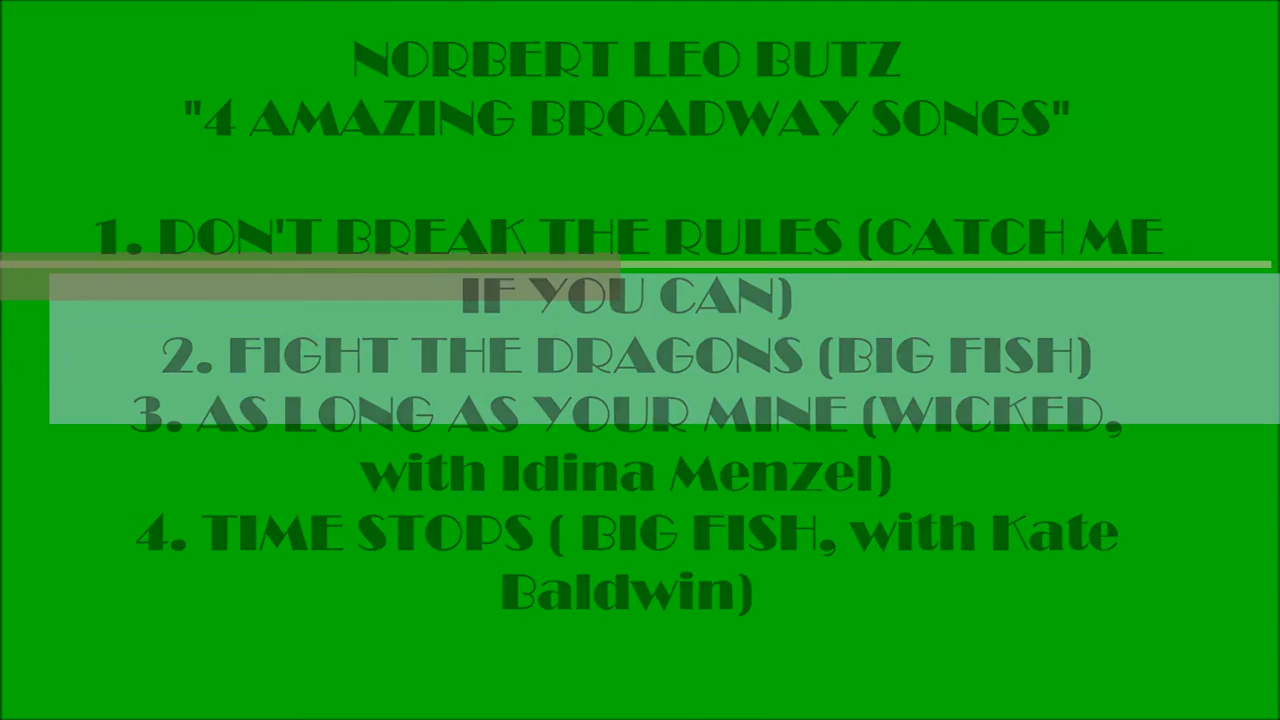 NORBERT LEO BUTZ
"4 AMAZING BROADWAY SONGS"
1. DON'T BREAK THE RULES (CATCH ME
IF YOU CAN)
2. FIGHT THE DRAGONS (BIG FISH)
3. AS LONG AS YOUR MINE (WICKED,
with Idina Menzel)
4. TIME STOPS ( BIG FISH, with Kate
Baldwin)